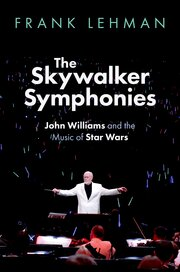 FRANK LEHMAN
The
Skywalker
Symphonies
John Williams and the
Music of Star Wars